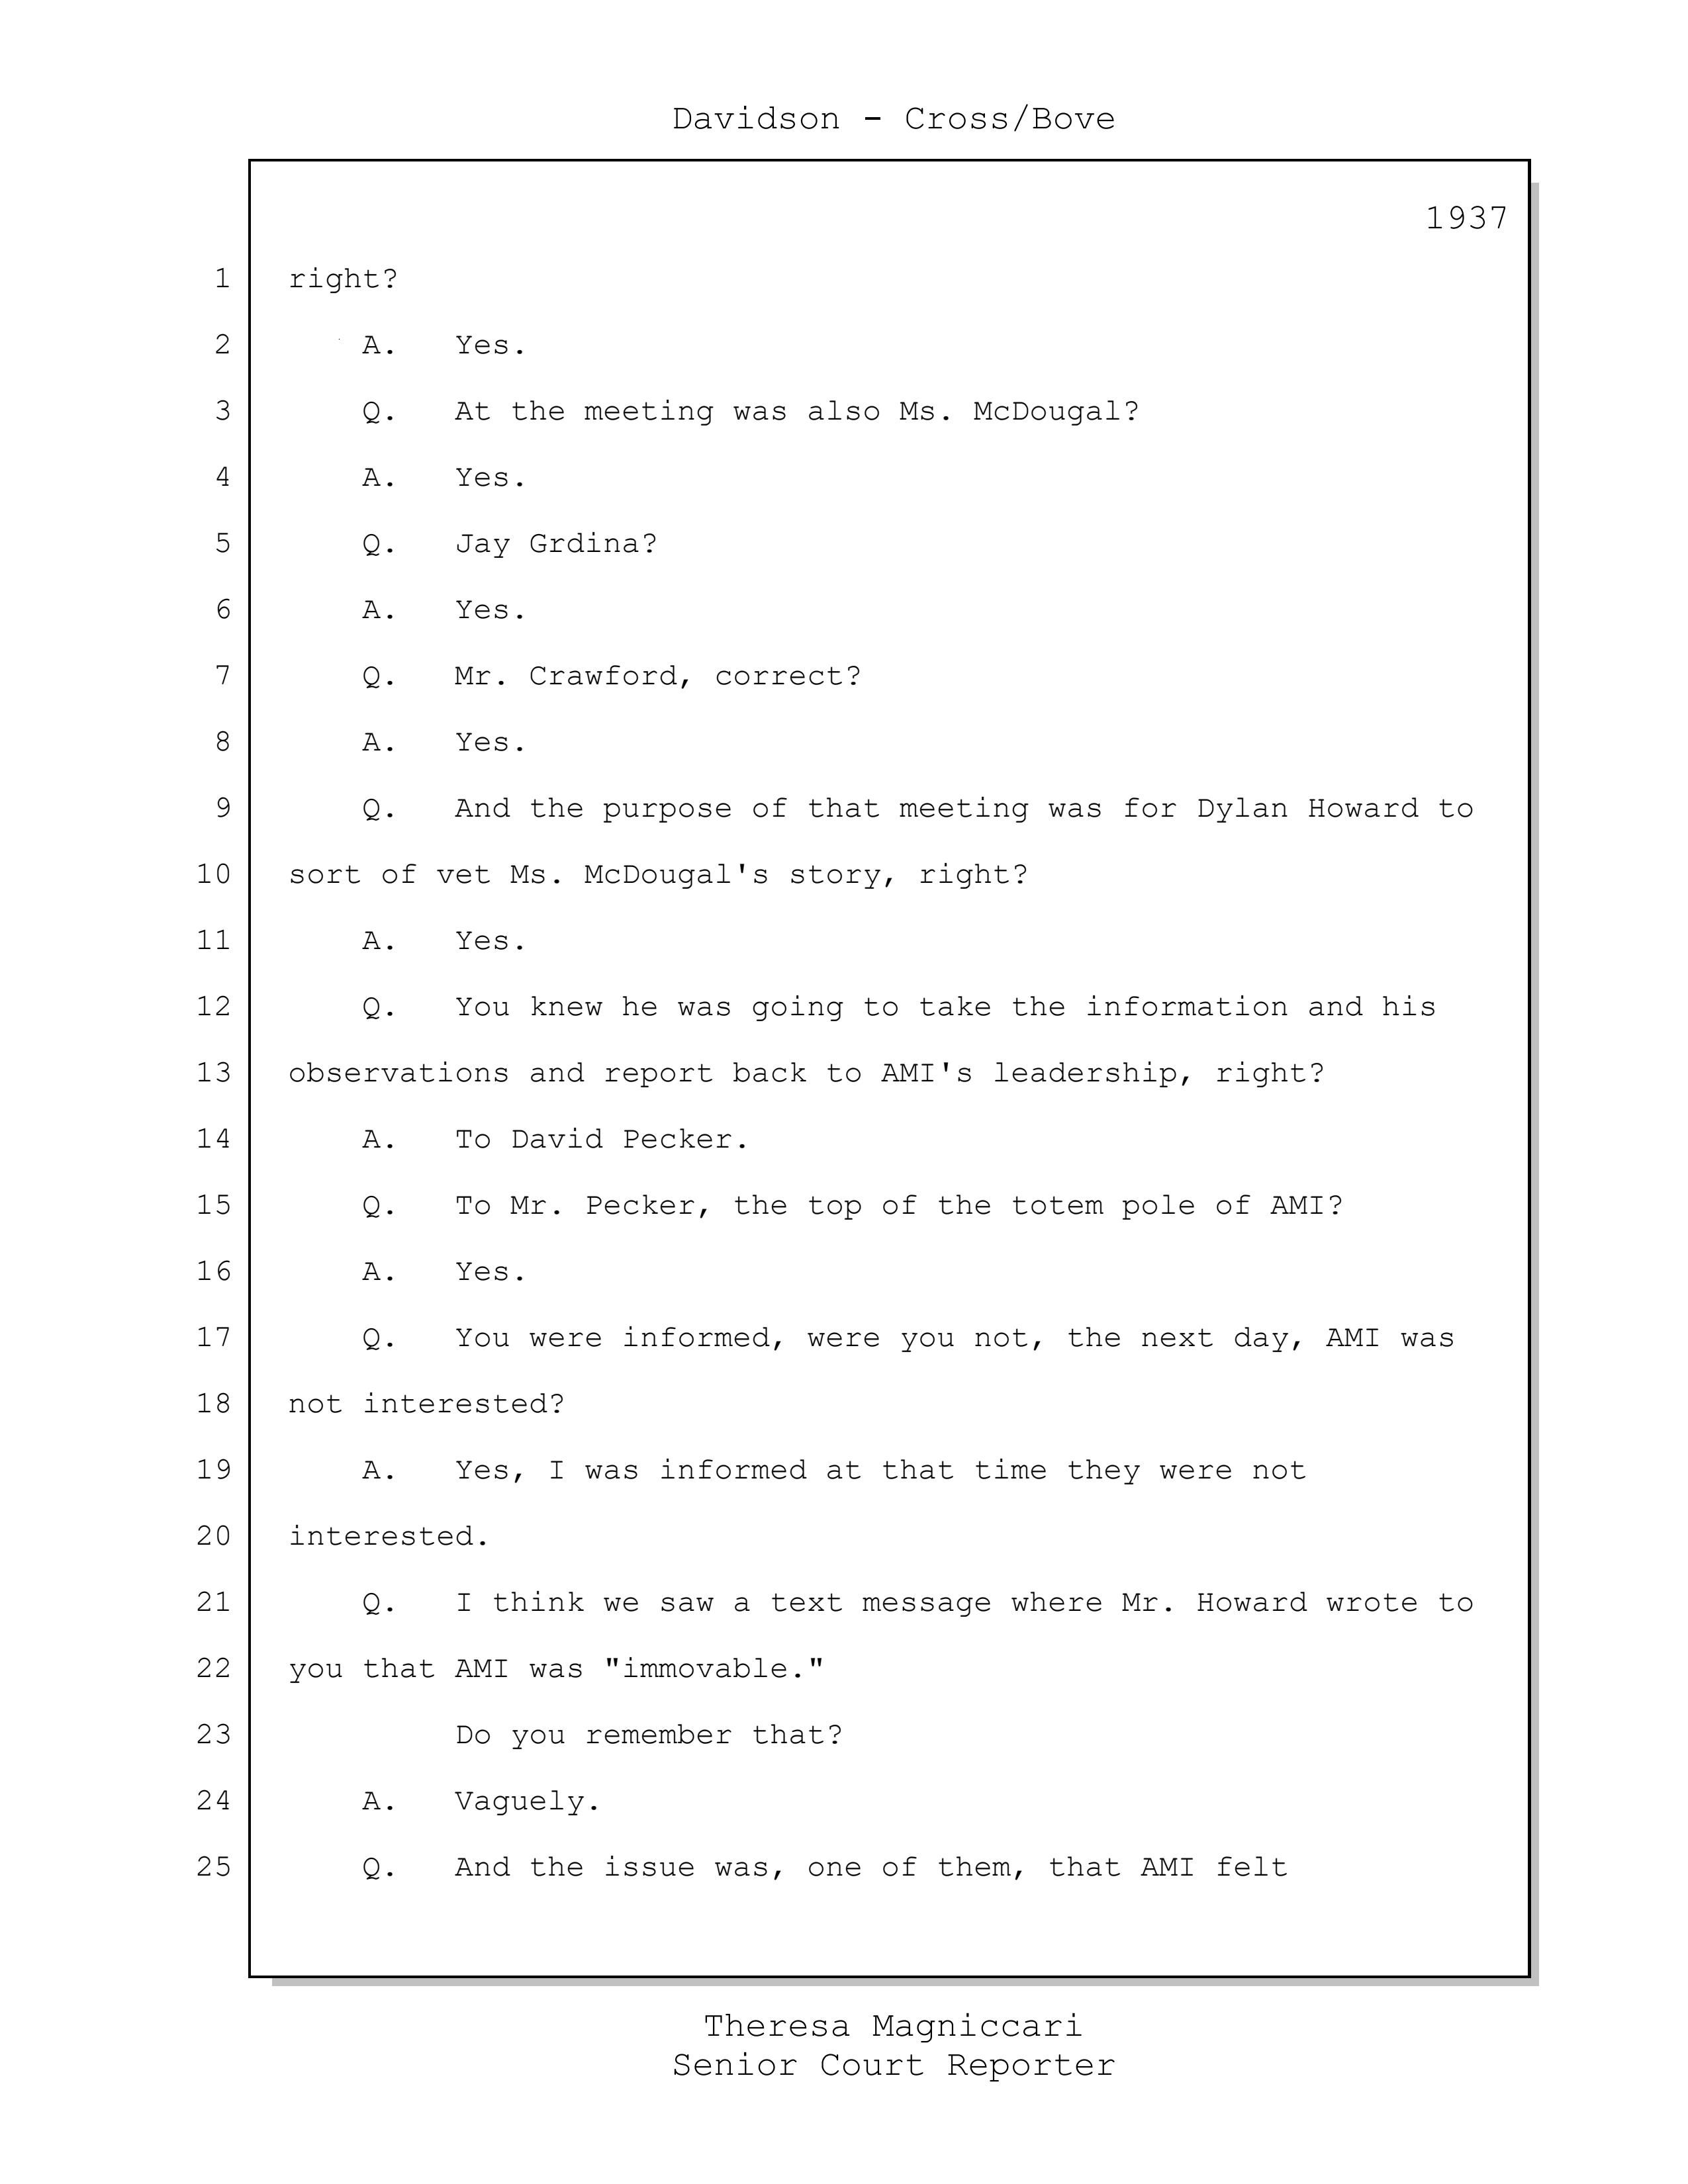 Davidson - Cross/Bove
1937
1 right?
2 A. Yes.
3 Q. At the meeting was also Ms. McDougal?
4 A. Yes.
5 Q. Jay Grdina?
6 A. Yes.
7 Q. Mr. Crawford, correct?
8 A. Yes.
9 Q. And the purpose of that meeting was for Dylan Howard to
10 sort of vet Ms. McDougal's story, right?
11 A. Yes.
12 Q. You knew he was going to take the information and his
13 observations and report back to AMI's leadership, right?
14 A. To David Pecker.
15 Q. To Mr. Pecker, the top of the totem pole of AMI?
16 A. Yes.
17 Q. You were informed, were you not, the next day, AMI was
18 not interested?
19 A. Yes, I was informed at that time they were not
20 interested.
21 Q. I think we saw a text message where Mr. Howard wrote to
22 you that AMI was "immovable."
23 Do you remember that?
24 A. Vaguely.
25 Q. And the issue was, one of them, that AMI felt
Theresa Magniccari
Senior Court Reporter